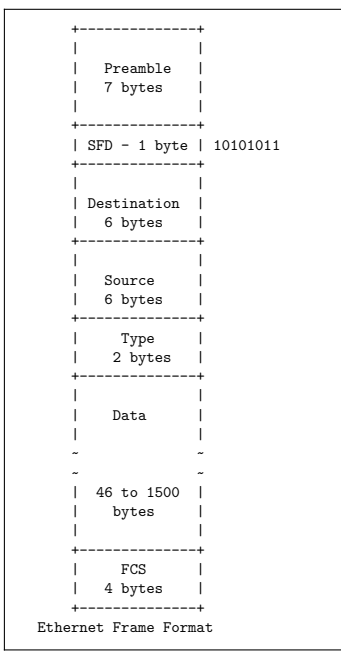 Preamble
7 bytes
SFD - 1 byte 10101011
Destination
6 bytes
Source
6 bytes
Type
2 bytes
Data
46 to 1500
bytes
FCS
4 bytes
Ethernet Frame Format